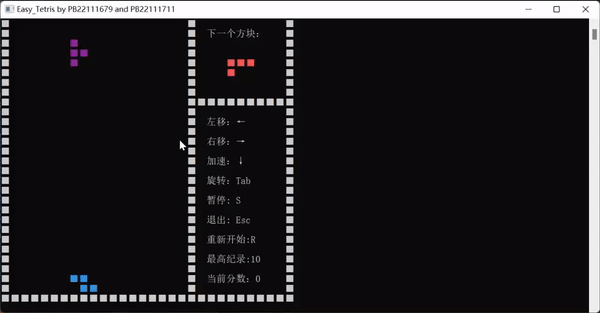 Easy_Tetris by PB22111679 and PB22111711
下一个方块：
左移：←
右移：→
加速：↓
旋转：Tab
暂停：S
退出：Esc
重新开始:R
最高纪录:10
当前分数：0